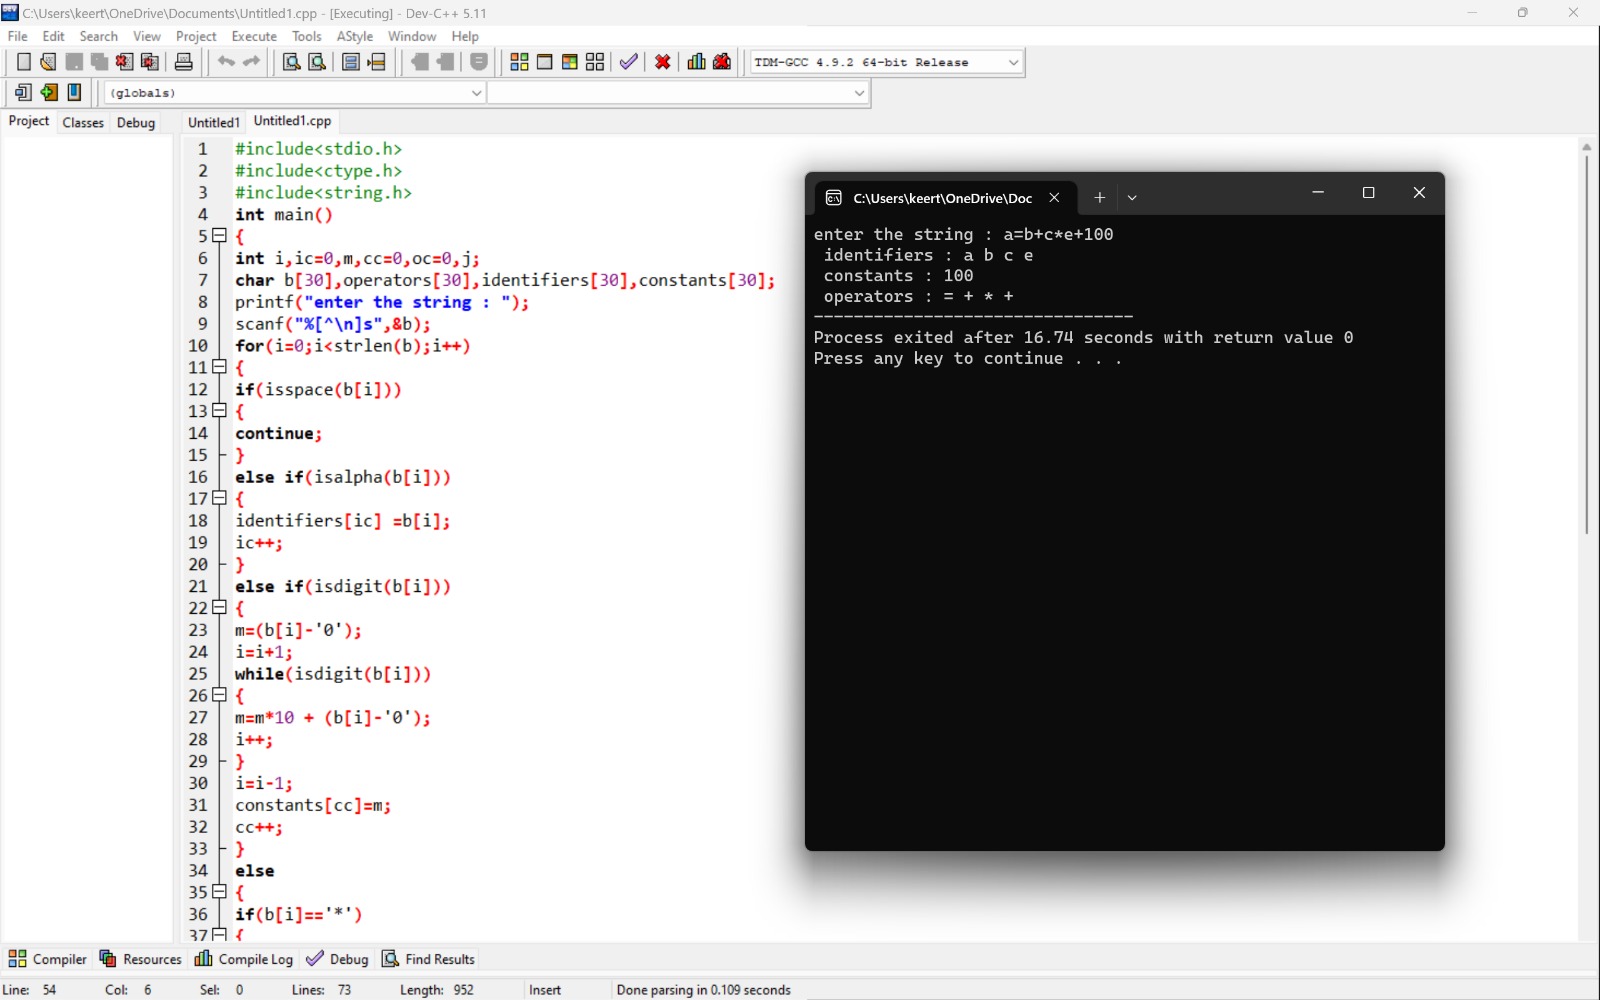 C:\Users\keert\OneDrive\Documents\Untitled1.cpp - [Executing] - Dev-C++ 5.11
File Edit Search View Project Execute Tools AStyle Window Help
TDM-GCC 4.9.2 64-bit Release
(globals)
Project Classes Debug Untitled1 Untitled1.cpp
1 #include<stdio.h>
2 #include<ctype.h>
3 #include<string.h>
4 int main()
5 {
6 int i,ic=0,m,cc=0,oc=0,j;
7 char b[30],operators[30],identifiers[30],constants[30];
8 printf("enter the string : ");
9 scanf("%[^\n]s",&b);
10 for(i=0;i<strlen(b);i++)
11 {
12 if(isspace(b[i]))
13 {
14 continue;
15 }
16 else if(isalpha(b[i]))
17 {
18 identifiers[ic] =b[i];
19 ic++;
20 }
21 else if(isdigit(b[i]))
22 {
23 m=(b[i]-'0');
24 i=i+1;
25 while(isdigit(b[i]))
26 {
27 m=m*10 + (b[i]-'0');
28 i++;
29 }
30 i=i-1;
31 constants[cc]=m;
32 cc++;
33 }
34 else
35 {
36 if(b[i]=='*')
37 {
C:\Users\keert\OneDrive\Doc
enter the string : a=b+c*e+100
identifiers : a b c e
constants : 100
operators : = + * +
--------------------------------
Process exited after 16.74 seconds with return value 0
Press any key to continue . . .
Compiler Resources Compile Log Debug Find Results
Line: 54 Col: 6 Sel: 0 Lines: 73 Length: 952 Insert Done parsing in 0.109 seconds